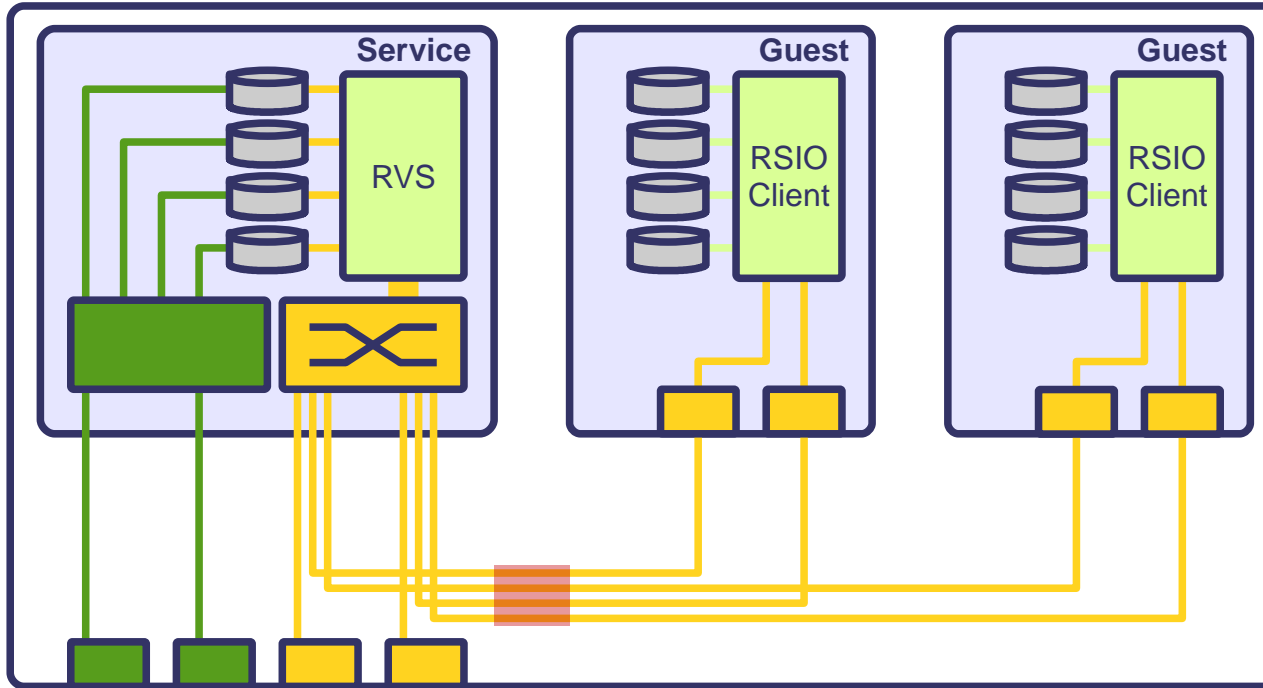 Service
Guest
Guest
RVS
RSIO
Client
RSIO
Client